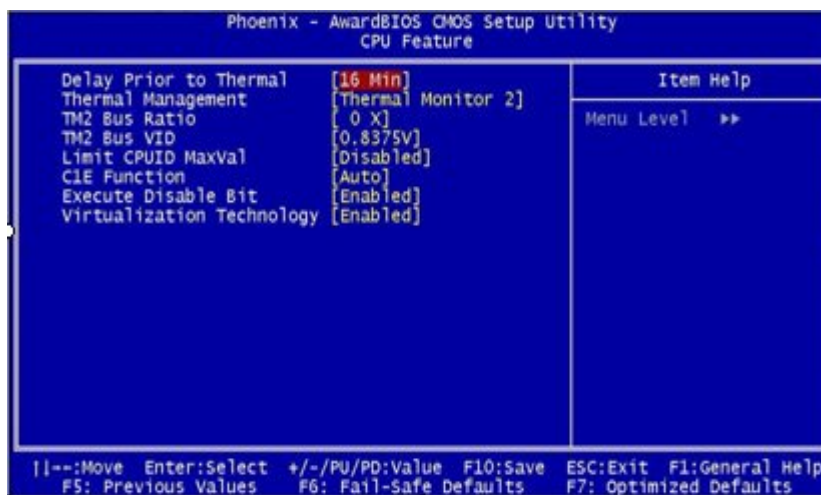 Phoenix - AwardBIOS CMOS Setup Utility
CPU Feature
Delay Prior to Thermal [16 Min]
Thermal Management [Thermal Monitor 2]
TM2 Bus Ratio [ 0 X]
TM2 Bus VID [0.8375V]
Limit CPUID MaxVal [Disabled]
C1E Function [Auto]
Execute Disable Bit [Enabled]
Virtualization Technology [Enabled]
Item Help
Menu Level ▸▸
↑↓→←:Move Enter:Select +/-/PU/PD:Value F10:Save ESC:Exit F1:General Help
F5: Previous Values F6: Fail-Safe Defaults F7: Optimized Defaults